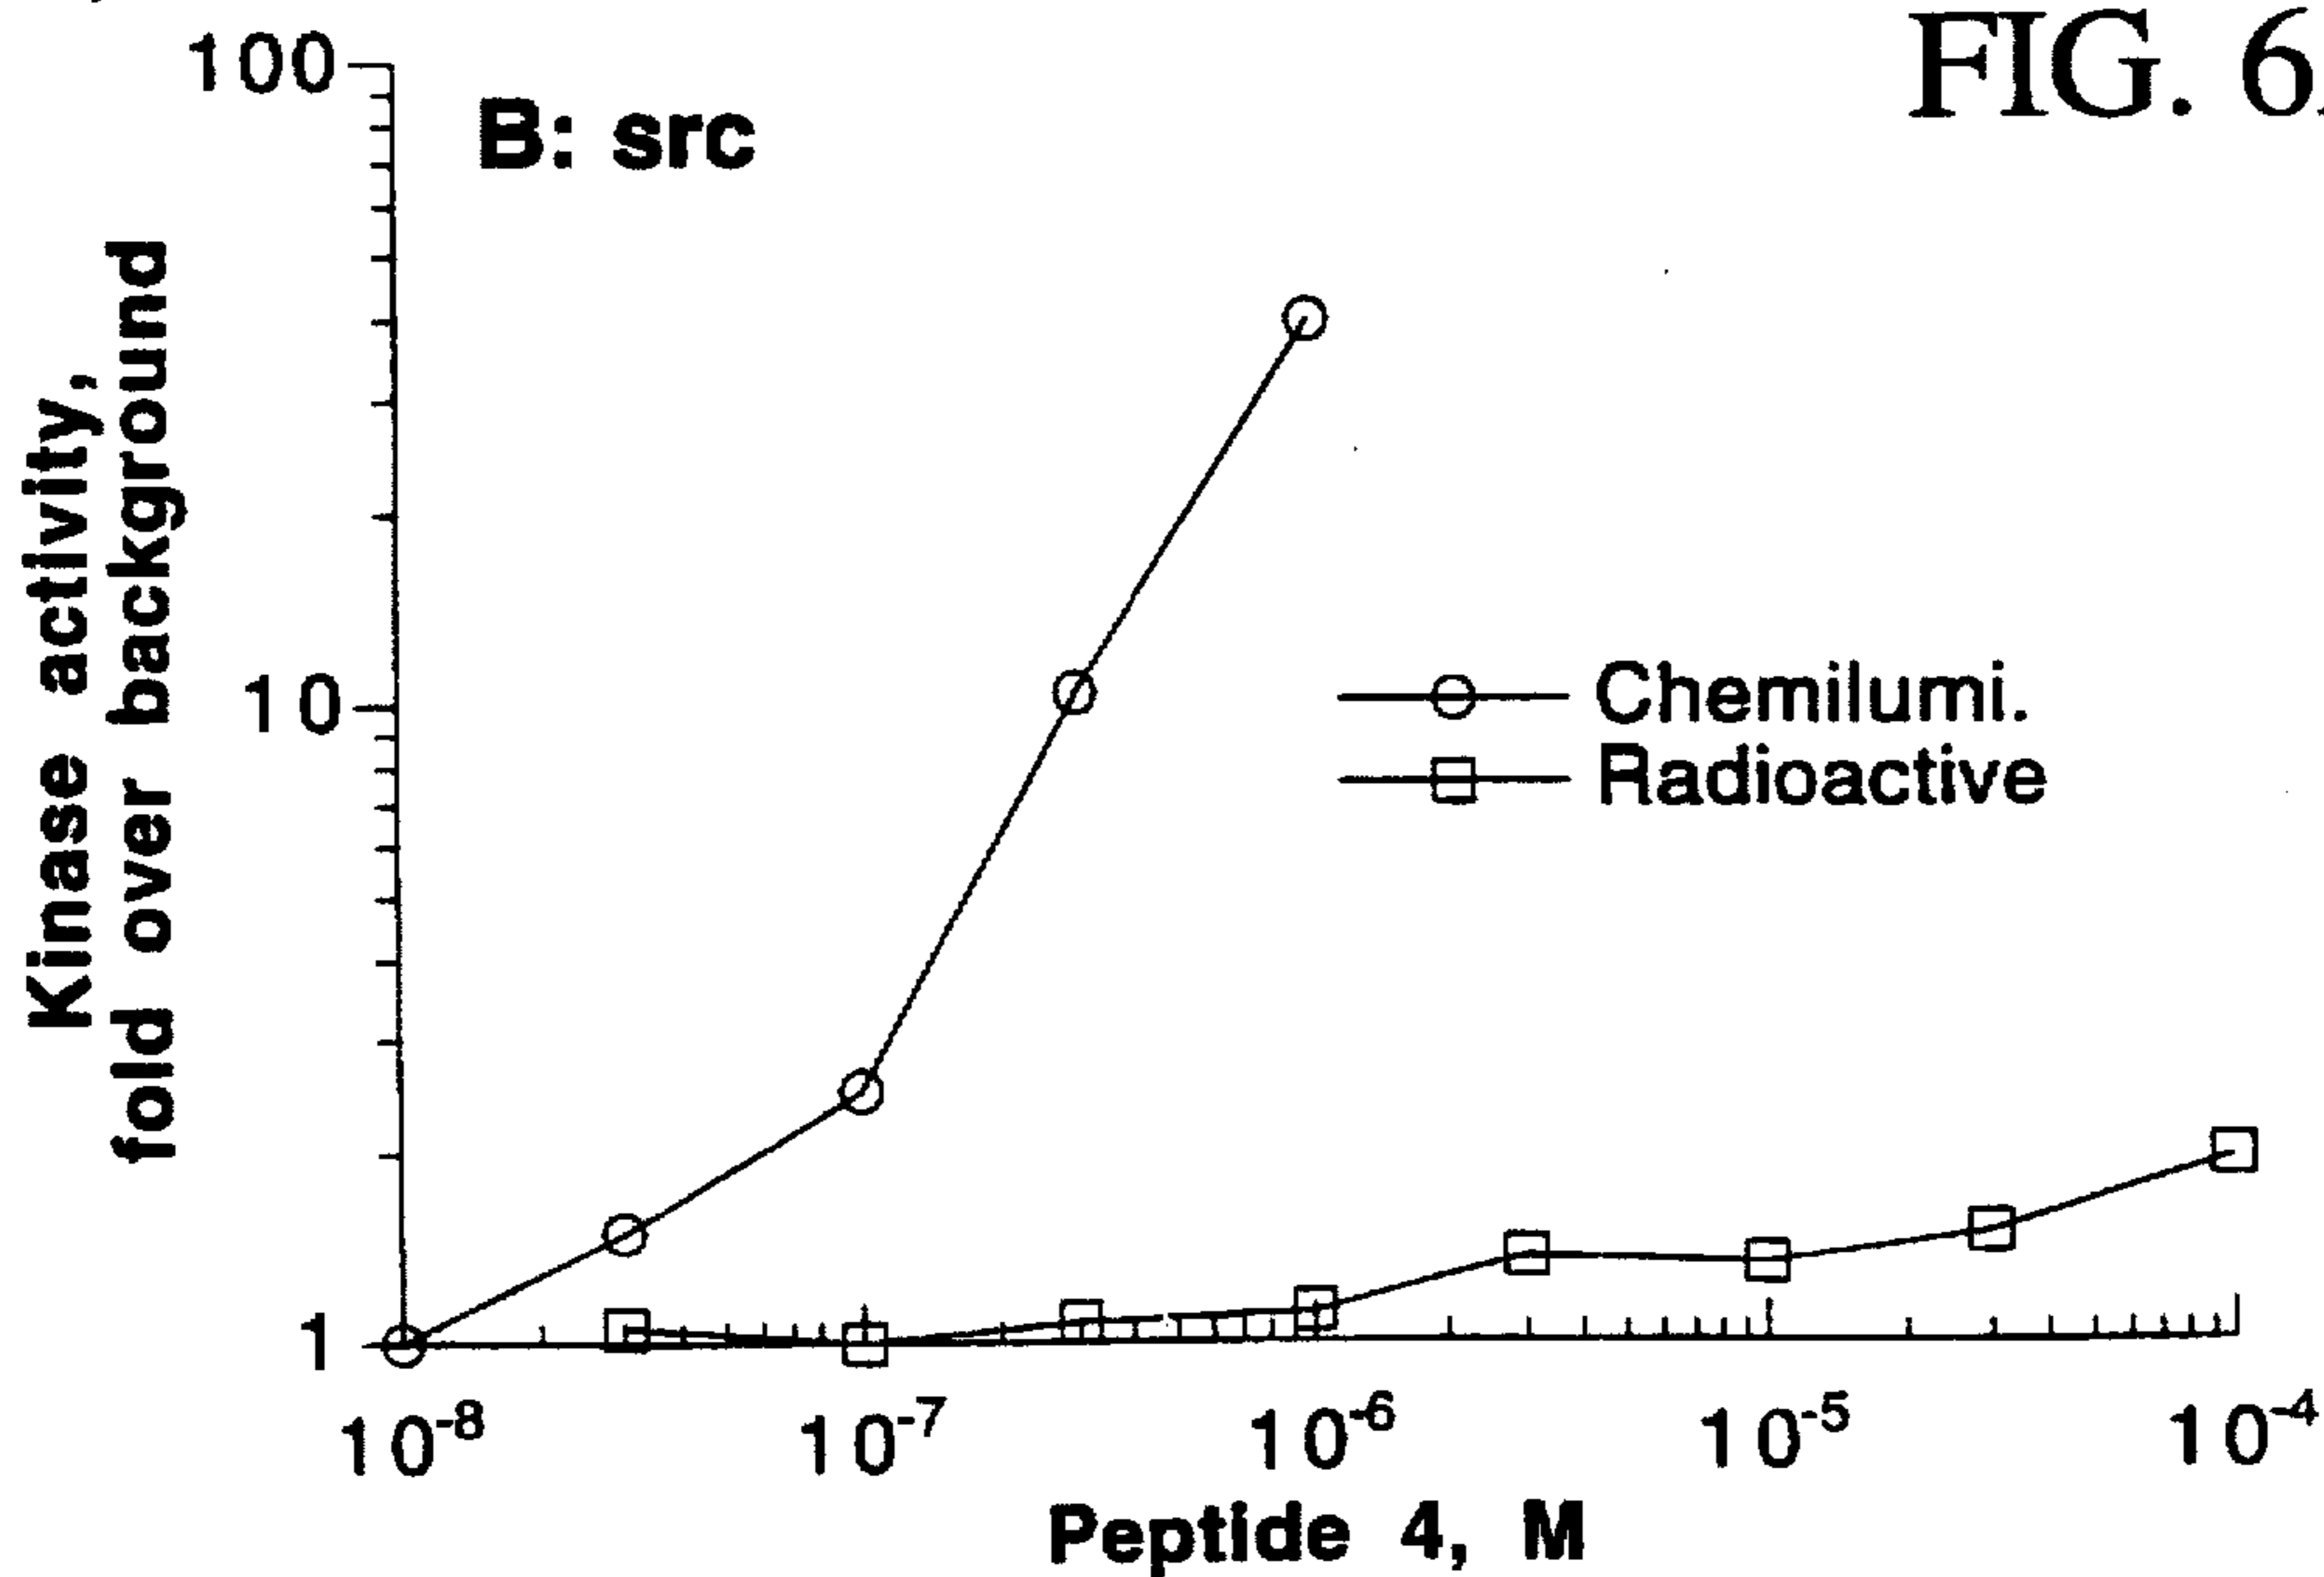 FIG. 6
100
B: src
Kinase activity,
fold over background
10
Chemilumi.
Radioactive
1
10⁻⁸ 10⁻⁷ 10⁻⁶ 10⁻⁵ 10⁻⁴
Peptide 4, M